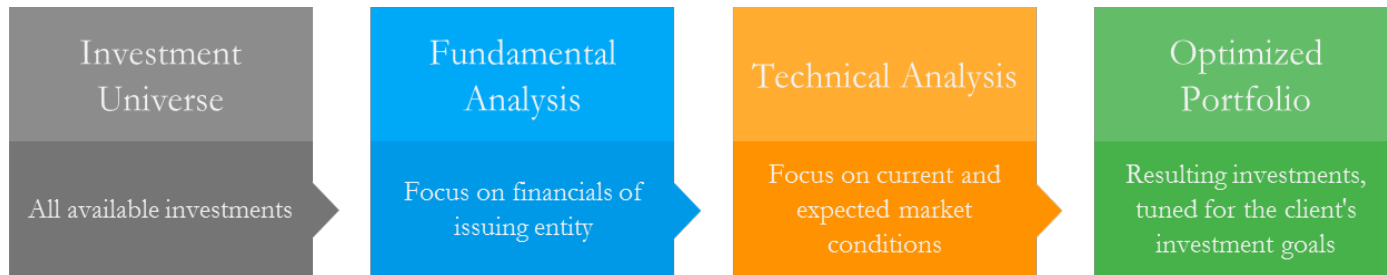 Investment
Universe
All available investments
Fundamental
Analysis
Focus on financials of
issuing entity
Technical Analysis
Focus on current and
expected market
conditions
Optimized
Portfolio
Resulting investments,
tuned for the client's
investment goals